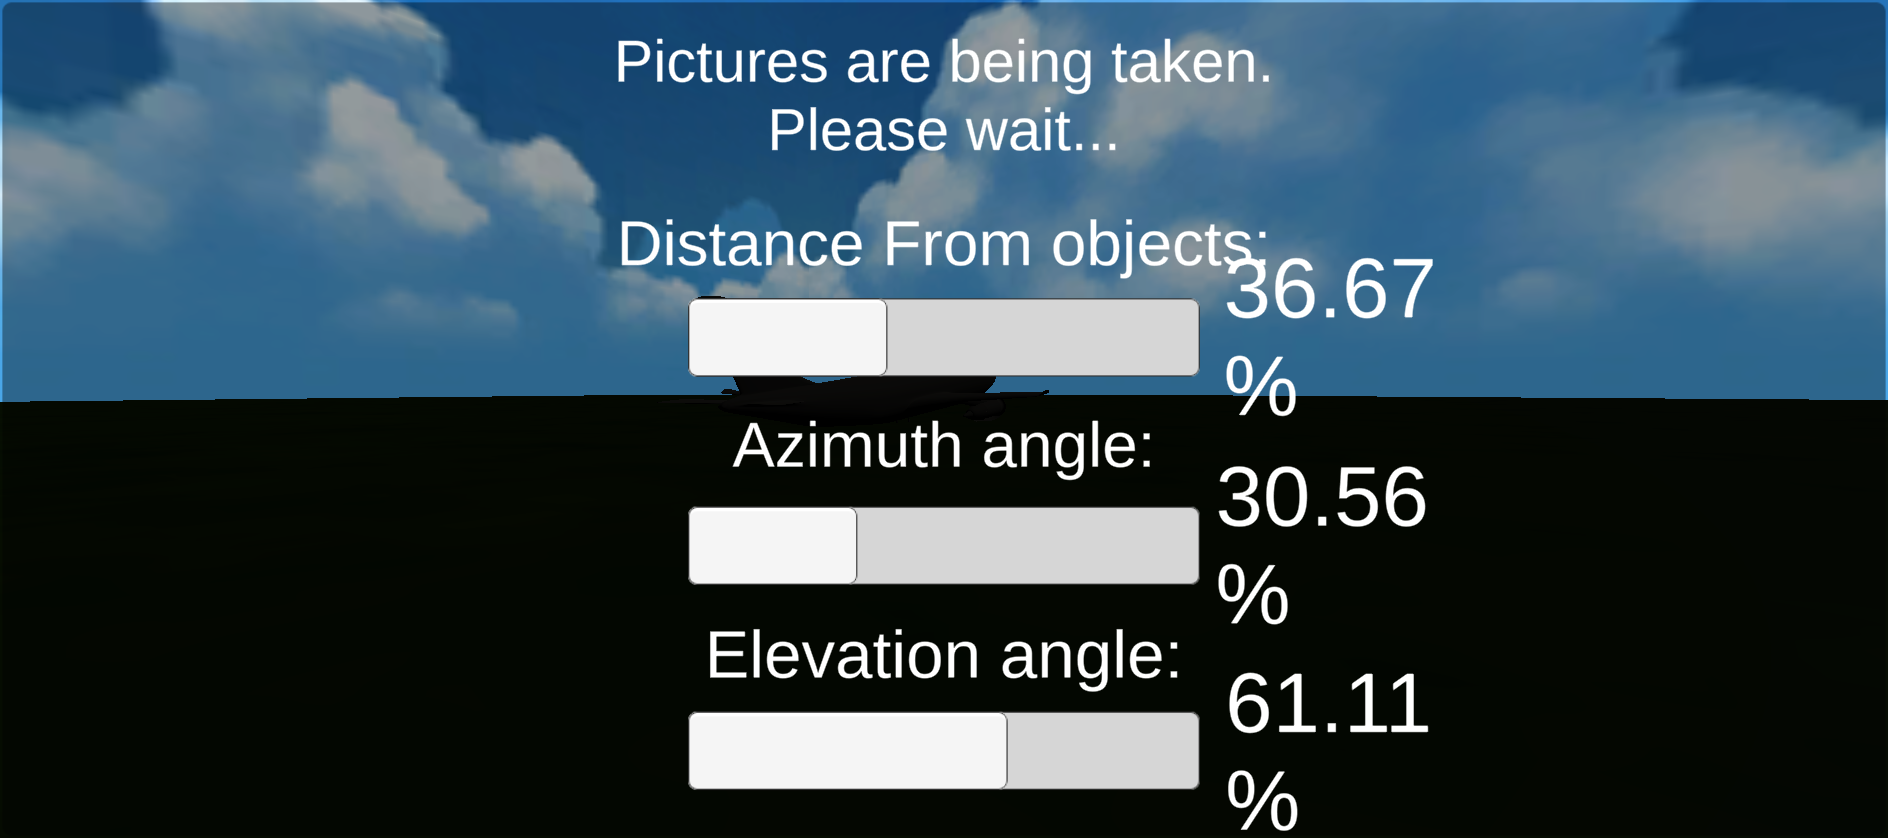 Pictures are being taken.
Please wait...
Distance From objects:
36.67
%
Azimuth angle:
30.56
%
Elevation angle:
61.11
%